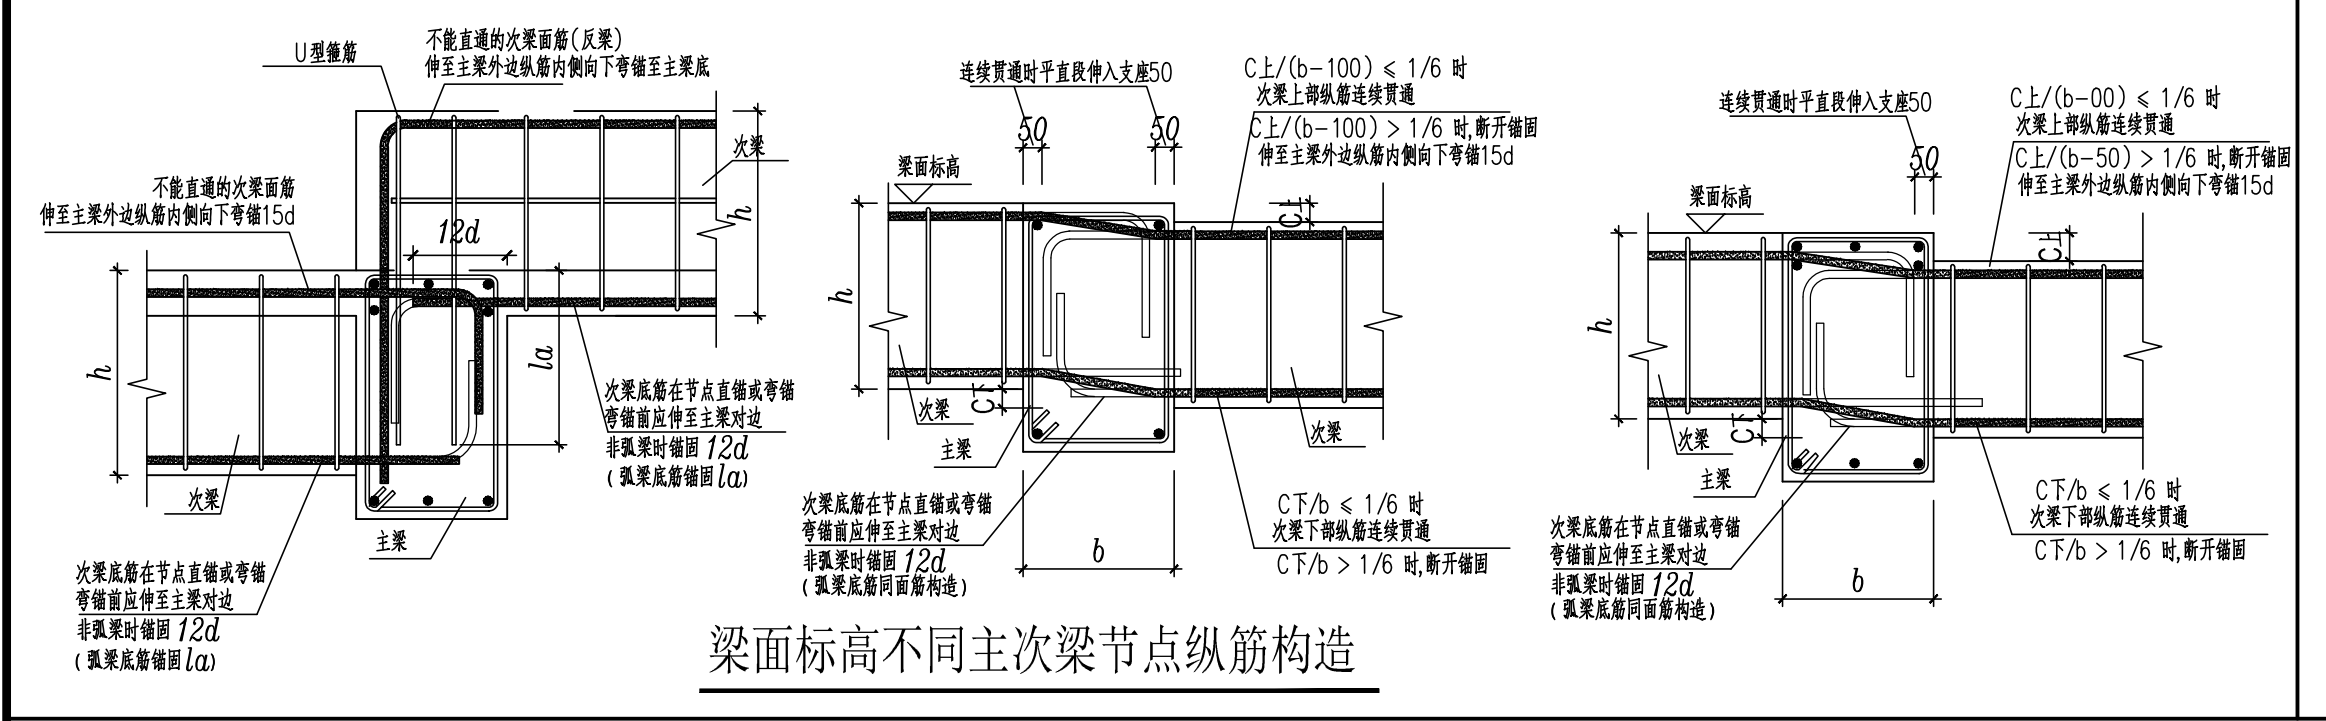 U型箍筋
不能直通的次梁面筋(反梁)
伸至主梁外边纵筋内侧向下弯锚至主梁底
次梁
h
不能直通的次梁面筋
伸至主梁外边纵筋内侧向下弯锚15d
12d
h
la
次梁
主梁
次梁底筋在节点直锚或弯锚
弯锚前应伸至主梁对边
非弧梁时锚固12d
(弧梁底筋锚固la)
次梁底筋在节点直锚或弯锚
弯锚前应伸至主梁对边
非弧梁时锚固12d
(弧梁底筋锚固la)
连续贯通时平直段伸入支座50
50
50
C上/(b-100) ≤ 1/6 时
次梁上部纵筋连续贯通
C上/(b-100) > 1/6 时,断开锚固
伸至主梁外边纵筋内侧向下弯锚15d
梁面标高
C上
h
C下
次梁
主梁
次梁
次梁底筋在节点直锚或弯锚
弯锚前应伸至主梁对边
非弧梁时锚固12d
(弧梁底筋同面筋构造)
b
C下/b ≤ 1/6 时
次梁下部纵筋连续贯通
C下/b > 1/6 时,断开锚固
连续贯通时平直段伸入支座50
50
C上/(b-00) ≤ 1/6 时
次梁上部纵筋连续贯通
C上/(b-50) > 1/6 时,断开锚固
伸至主梁外边纵筋内侧向下弯锚15d
梁面标高
C上
h
C下
次梁
主梁
次梁底筋在节点直锚或弯锚
弯锚前应伸至主梁对边
非弧梁时锚固12d
(弧梁底筋同面筋构造)
b
C下/b ≤ 1/6 时
次梁下部纵筋连续贯通
C下/b > 1/6 时,断开锚固
梁面标高不同主次梁节点纵筋构造